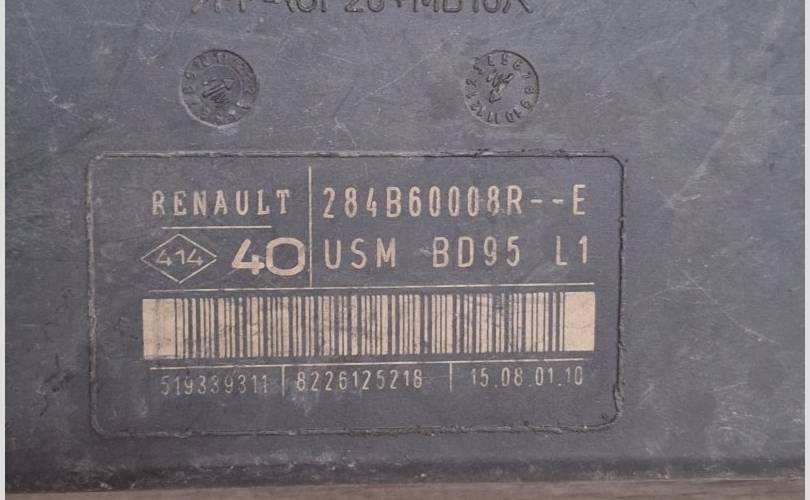 RENAULT 284B60008R--E
414 40 USM BD95 L1
519339311 8226125218 15.08.01.10